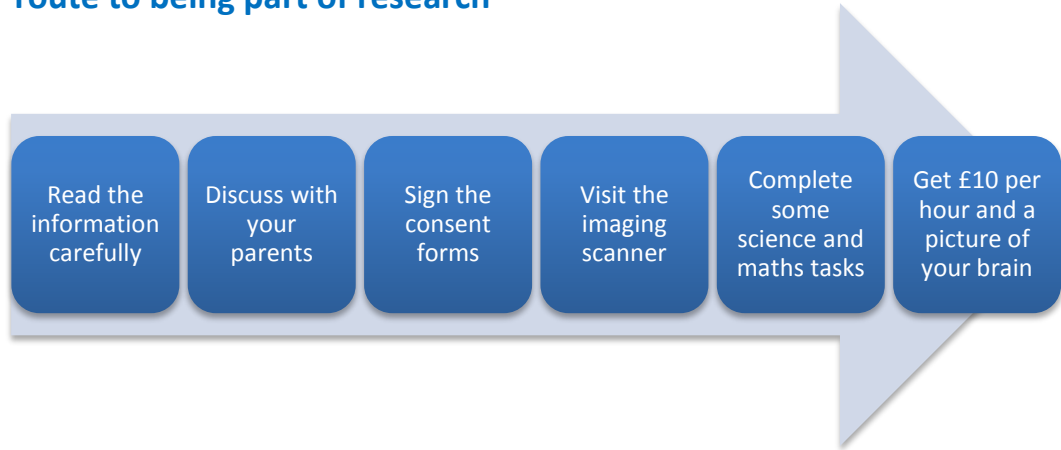 route to being part of research
Read the
information
carefully
Discuss with
your
parents
Sign the
consent
forms
Visit the
imaging
scanner
Complete
some
science and
maths tasks
Get £10 per
hour and a
picture of
your brain